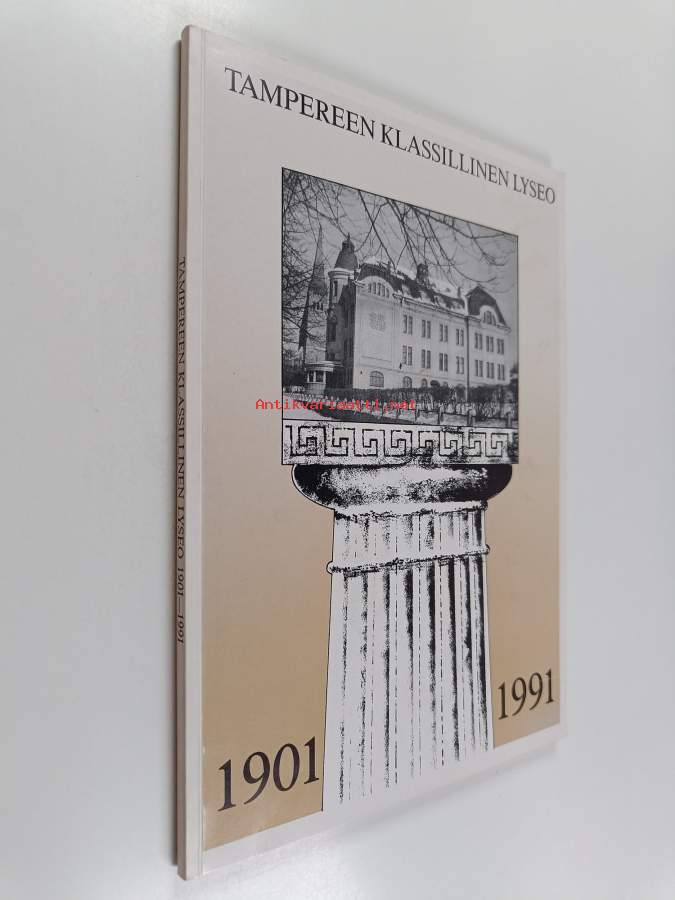 TAMPEREEN KLASSILLINEN LYSEO
Antikvariaatti.net
1901
1991
TAMPEREEN KLASSILLINEN LYSEO 1901—1991